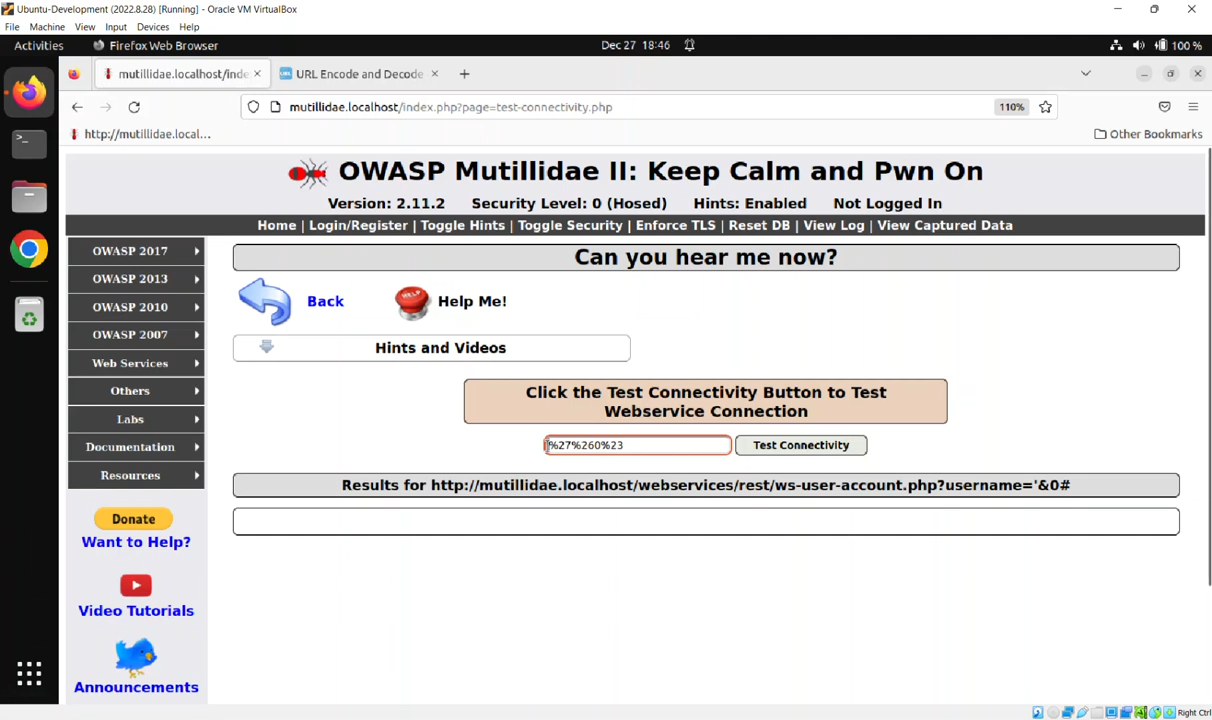 Ubuntu-Development (2022.8.28) [Running] - Oracle VM VirtualBox
File Machine View Input Devices Help
Activities Firefox Web Browser Dec 27 18:46 100 %
mutillidae.localhost/inde URL Encode and Decode
mutillidae.localhost/index.php?page=test-connectivity.php 110%
http://mutillidae.local... Other Bookmarks
OWASP Mutillidae II: Keep Calm and Pwn On
Version: 2.11.2 Security Level: 0 (Hosed) Hints: Enabled Not Logged In
Home | Login/Register | Toggle Hints | Toggle Security | Enforce TLS | Reset DB | View Log | View Captured Data
OWASP 2017
OWASP 2013
OWASP 2010
OWASP 2007
Web Services
Others
Labs
Documentation
Resources
Donate
Want to Help?
Video Tutorials
Announcements
Can you hear me now?
Back HELP Help Me!
Hints and Videos
Click the Test Connectivity Button to Test
Webservice Connection
%27%260%23 Test Connectivity
Results for http://mutillidae.localhost/webservices/rest/ws-user-account.php?username='&0#
Right Ctrl